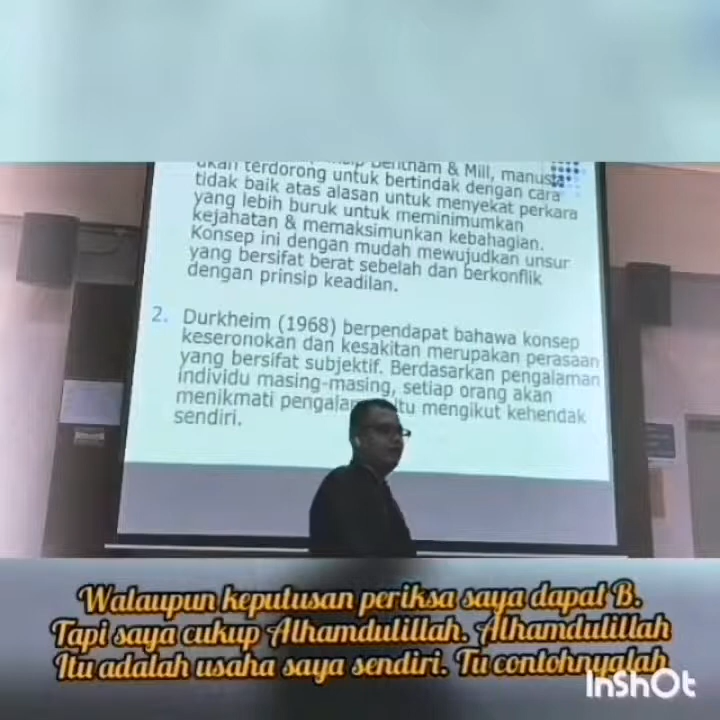 akan terdorong untuk bertindak dengan cara
tidak baik atas alasan untuk menyekat perkara
yang lebih buruk untuk meminimumkan
kejahatan & memaksimunkan kebahagian.
Konsep ini dengan mudah mewujudkan unsur
yang bersifat berat sebelah dan berkonflik
dengan prinsip keadilan.
2. Durkheim (1968) berpendapat bahawa konsep
keseronokan dan kesakitan merupakan perasaan
yang bersifat subjektif. Berdasarkan pengalaman
individu masing-masing, setiap orang akan
menikmati itu mengikut kehendak
sendiri.
Walaupun keputusan periksa saya dapat B.
Tapi saya cukup Alhamdulillah. Alhamdulillah
Itu adalah usaha saya sendiri. Tu contohnyalah
InShOt